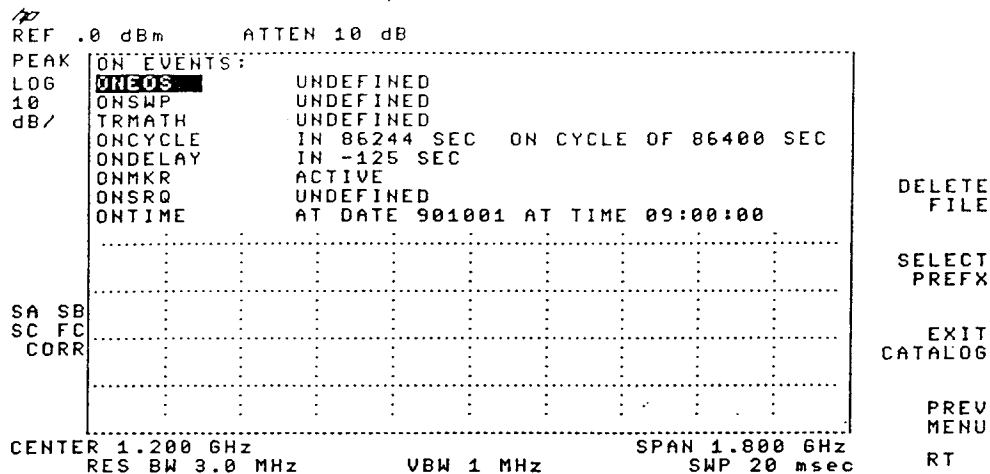 hp
REF .0 dBm ATTEN 10 dB
PEAK
LOG
10
dB/
ON EVENTS:
ONEOS UNDEFINED
ONSWP UNDEFINED
TRMATH UNDEFINED
ONCYCLE IN 86244 SEC ON CYCLE OF 86400 SEC
ONDELAY IN -125 SEC
ONMKR ACTIVE
ONSRQ UNDEFINED
ONTIME AT DATE 901001 AT TIME 09:00:00
SA SB
SC FC
CORR
DELETE
FILE
SELECT
PREFX
EXIT
CATALOG
PREV
MENU
CENTER 1.200 GHz SPAN 1.800 GHz
RES BW 3.0 MHz VBW 1 MHz SWP 20 msec
RT